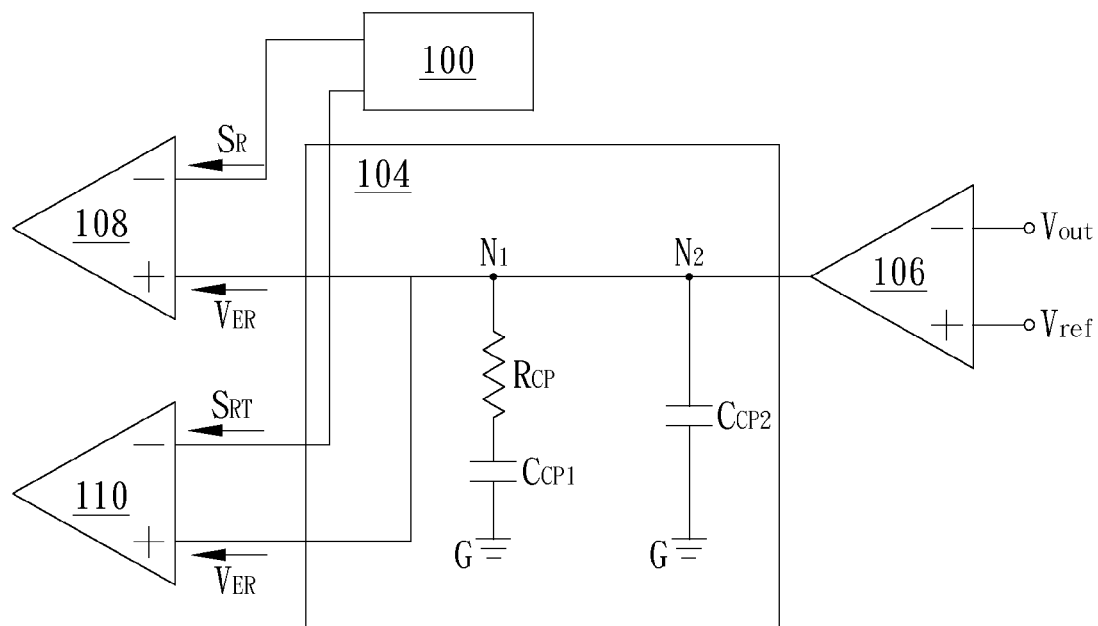 100
SR
104
108
−
+
N1
N2
106
−
+
Vout
Vref
VER
RCP
CCP2
SRT
CCP1
110
−
+
G
G
VER